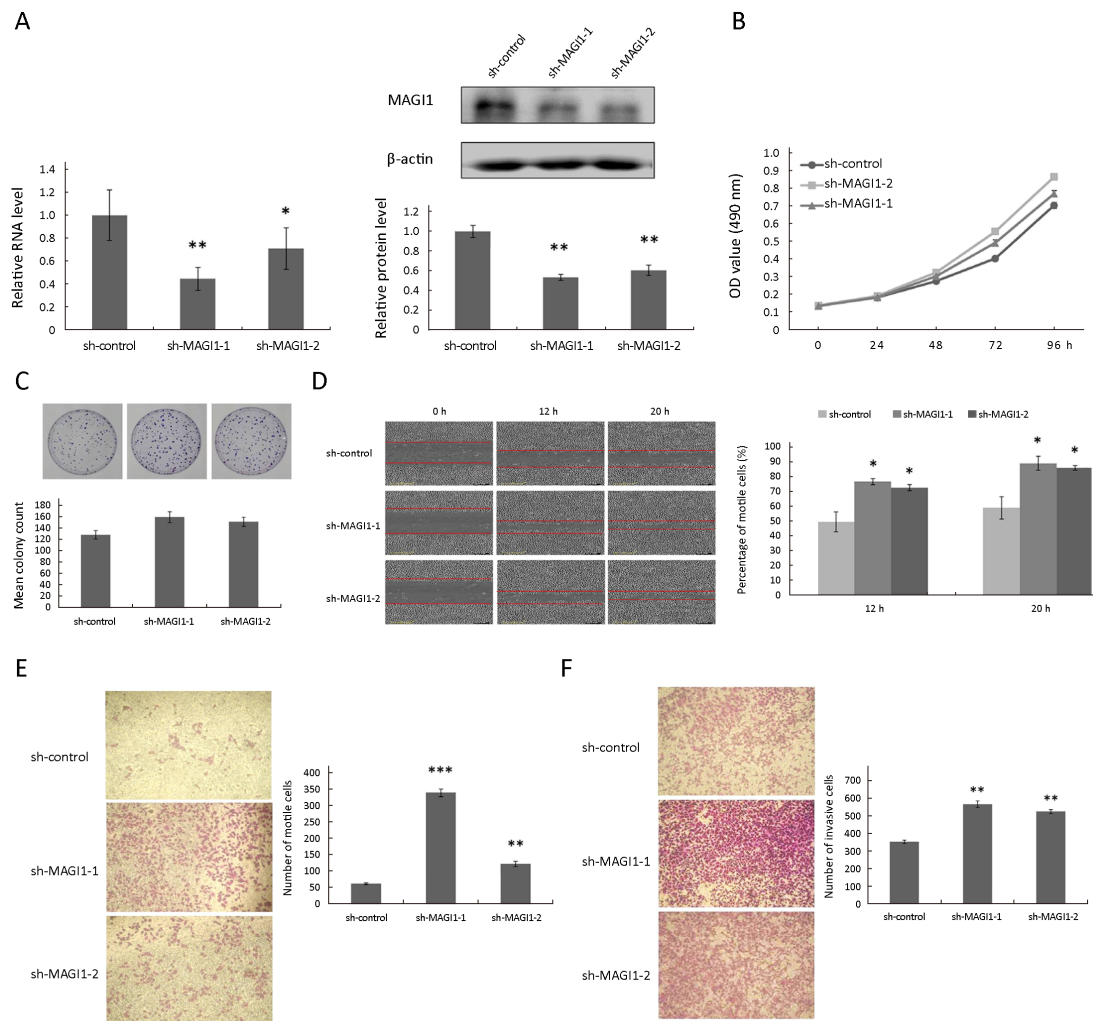 A
sh-control
sh-MAGI1-1
sh-MAGI1-2
MAGI1
β-actin
Relative RNA level
1.4
1.2
1.0
0.8
0.6
0.4
0.2
0
**
*
sh-control
sh-MAGI1-1
sh-MAGI1-2
Relative protein level
1.2
1.0
0.8
0.6
0.4
0.2
0
**
**
sh-control
sh-MAGI1-1
sh-MAGI1-2
B
OD value (490 nm)
1.0
0.9
0.8
0.7
0.6
0.5
0.4
0.3
0.2
0.1
0
sh-control
sh-MAGI1-2
sh-MAGI1-1
0 24 48 72 96 h
C
Mean colony count
180
160
140
120
100
80
60
40
20
0
sh-control
sh-MAGI1-1
sh-MAGI1-2
D
0 h
12 h
20 h
sh-control
sh-MAGI1-1
sh-MAGI1-2
sh-control
sh-MAGI1-1
sh-MAGI1-2
Percentage of motile cells (%)
100
90
80
70
60
50
40
30
20
10
0
*
*
*
*
12 h
20 h
E
sh-control
sh-MAGI1-1
sh-MAGI1-2
Number of motile cells
400
350
300
250
200
150
100
50
0
***
**
sh-control
sh-MAGI1-1
sh-MAGI1-2
F
sh-control
sh-MAGI1-1
sh-MAGI1-2
Number of invasive cells
700
600
500
400
300
200
100
0
**
**
sh-control
sh-MAGI1-1
sh-MAGI1-2